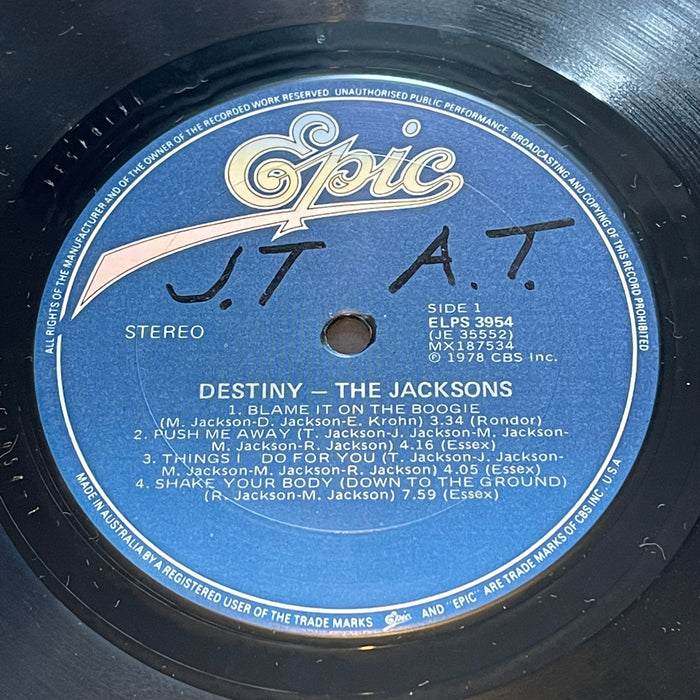 ALL RIGHTS OF THE MANUFACTURER AND OF THE OWNER OF THE RECORDED WORK RESERVED UNAUTHORISED PUBLIC PERFORMANCE BROADCASTING AND COPYING OF THIS RECORD PROHIBITED
Epic
J.T A.T.
STEREO
SIDE 1
ELPS 3954
(JE 35552)
MX187534
℗ 1978 CBS Inc.
DESTINY – THE JACKSONS
1. BLAME IT ON THE BOOGIE
(M. Jackson-D. Jackson-E. Krohn) 3.34 (Rondor)
2. PUSH ME AWAY (T. Jackson-J. Jackson-M. Jackson-
M. Jackson-R. Jackson) 4.16 (Essex)
3. THINGS I DO FOR YOU (T. Jackson-J. Jackson-
M. Jackson-M. Jackson-R. Jackson) 4.05 (Essex)
4. SHAKE YOUR BODY (DOWN TO THE GROUND)
(R. Jackson-M. Jackson) 7.59 (Essex)
MADE IN AUSTRALIA BY A REGISTERED USER OF THE TRADE MARKS Epic AND "EPIC" ARE TRADE MARKS OF CBS INC. USA